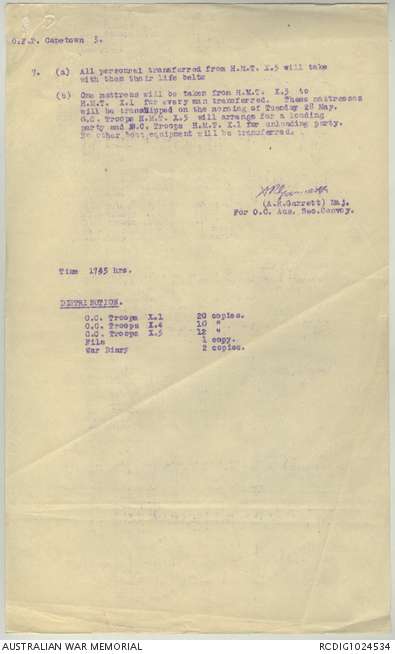 O.F.P. Capetown 3.
7. (a) All personnel transferred from H.M.T. X.5 will take
with them their life belts
(b) One mattress will be taken from H.M.T. X.5 to
H.M.T. X.1 for every man transferred. These mattresses
will be transhipped on the morning of Tuesday 28 May.
O.C. Troops H.M.T. X.5 will arrange for a loading
party and O.C. Troops H.M.T. X.1 for unloading party.
No other boat equipment will be transferred.
(A.R.Garrett) Maj.
For O.C. Aus. Sec.Convoy.
Time 1745 hrs.
DISTRIBUTION.
O.C. Troops X.1 20 copies.
O.C. Troops X.4 10 "
O.C. Troops X.5 12 "
File 1 copy.
War Diary 2 copies.
AUSTRALIAN WAR MEMORIAL
RCDIG1024534